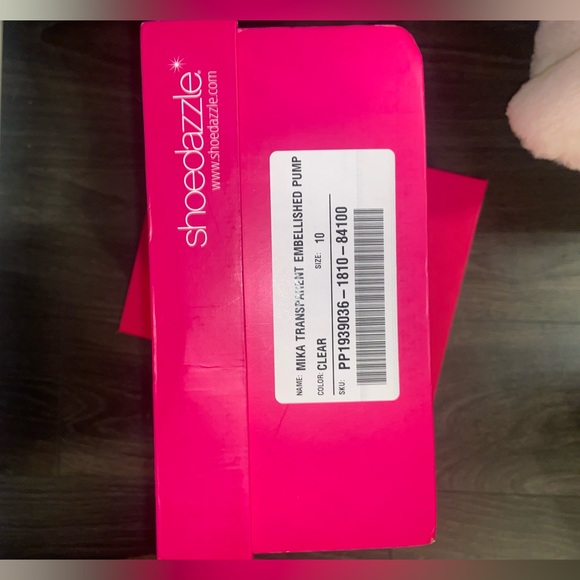 shoedazzle
www.shoedazzle.com
NAME: MIKA TRANSPARENT EMBELLISHED PUMP
COLOR: CLEAR SIZE: 10
SKU: PP1939036-1810-84100